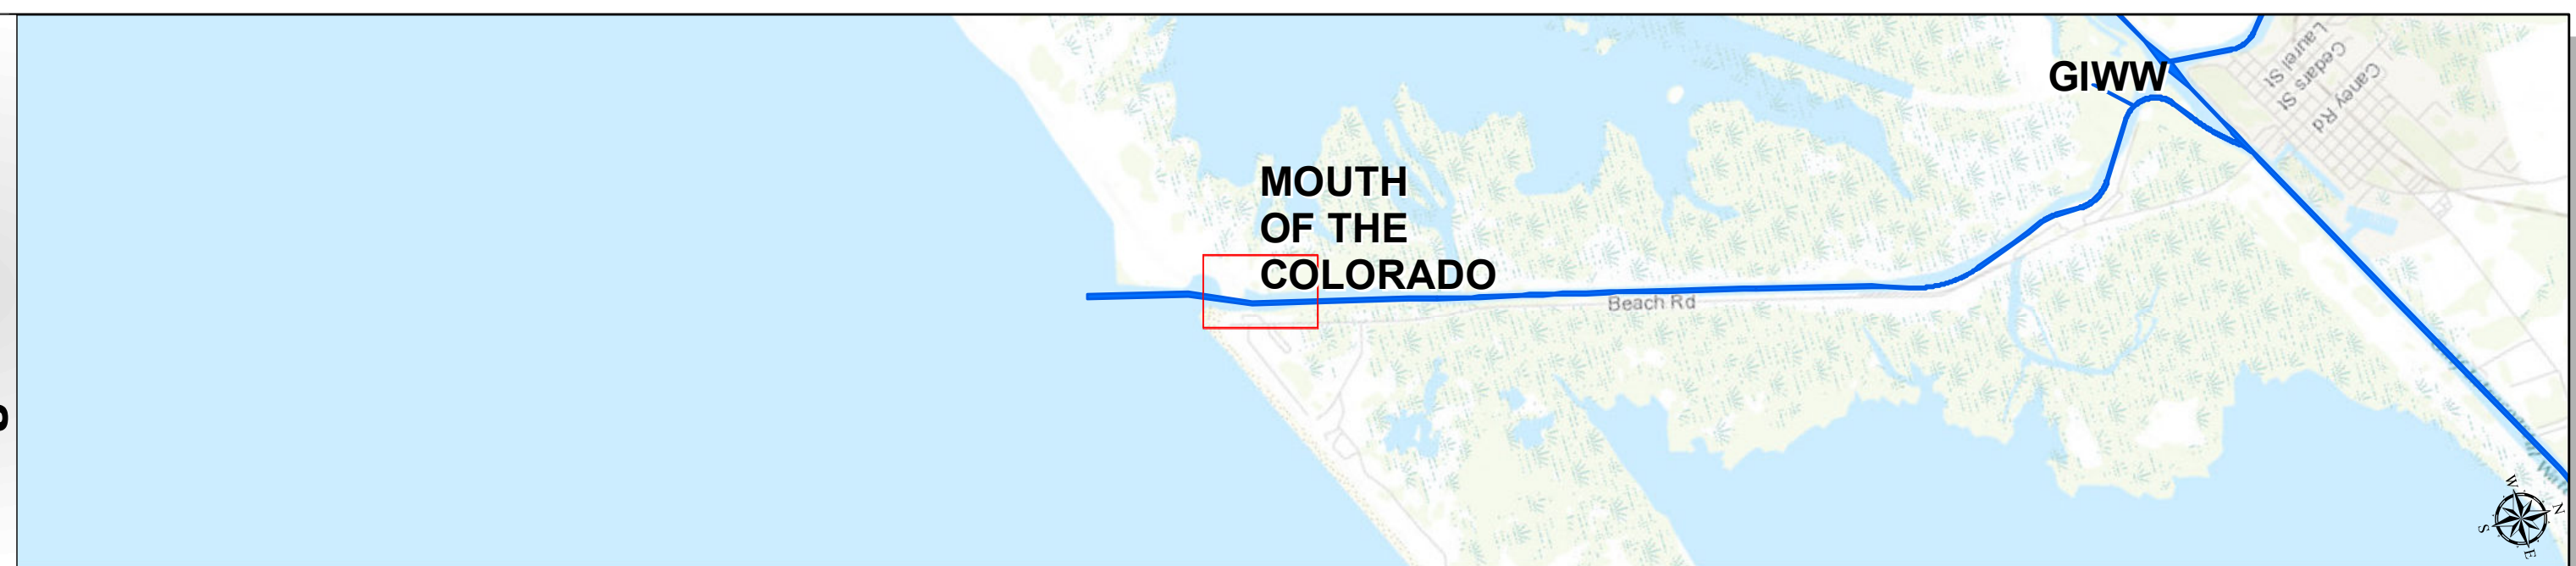 Laurel St
Cedars St
Caney Rd
GIWW
MOUTH
OF THE
COLORADO
Beach Rd
W
N
S
E